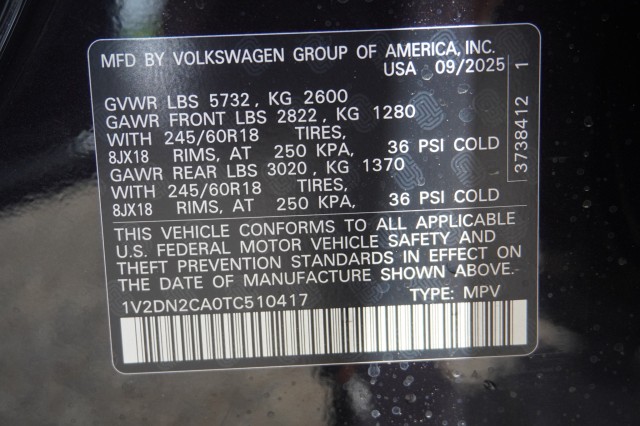 MFD BY VOLKSWAGEN GROUP OF AMERICA, INC.
USA 09/2025
GVWR LBS 5732, KG 2600
GAWR FRONT LBS 2822, KG 1280
WITH 245/60R18 TIRES,
8JX18 RIMS, AT 250 KPA, 36 PSI COLD
GAWR REAR LBS 3020, KG 1370
WITH 245/60R18 TIRES,
8JX18 RIMS, AT 250 KPA, 36 PSI COLD
THIS VEHICLE CONFORMS TO ALL APPLICABLE
U.S. FEDERAL MOTOR VEHICLE SAFETY AND
THEFT PREVENTION STANDARDS IN EFFECT ON
THE DATE OF MANUFACTURE SHOWN ABOVE.
1V2DN2CA0TC510417 TYPE: MPV
3738412 1